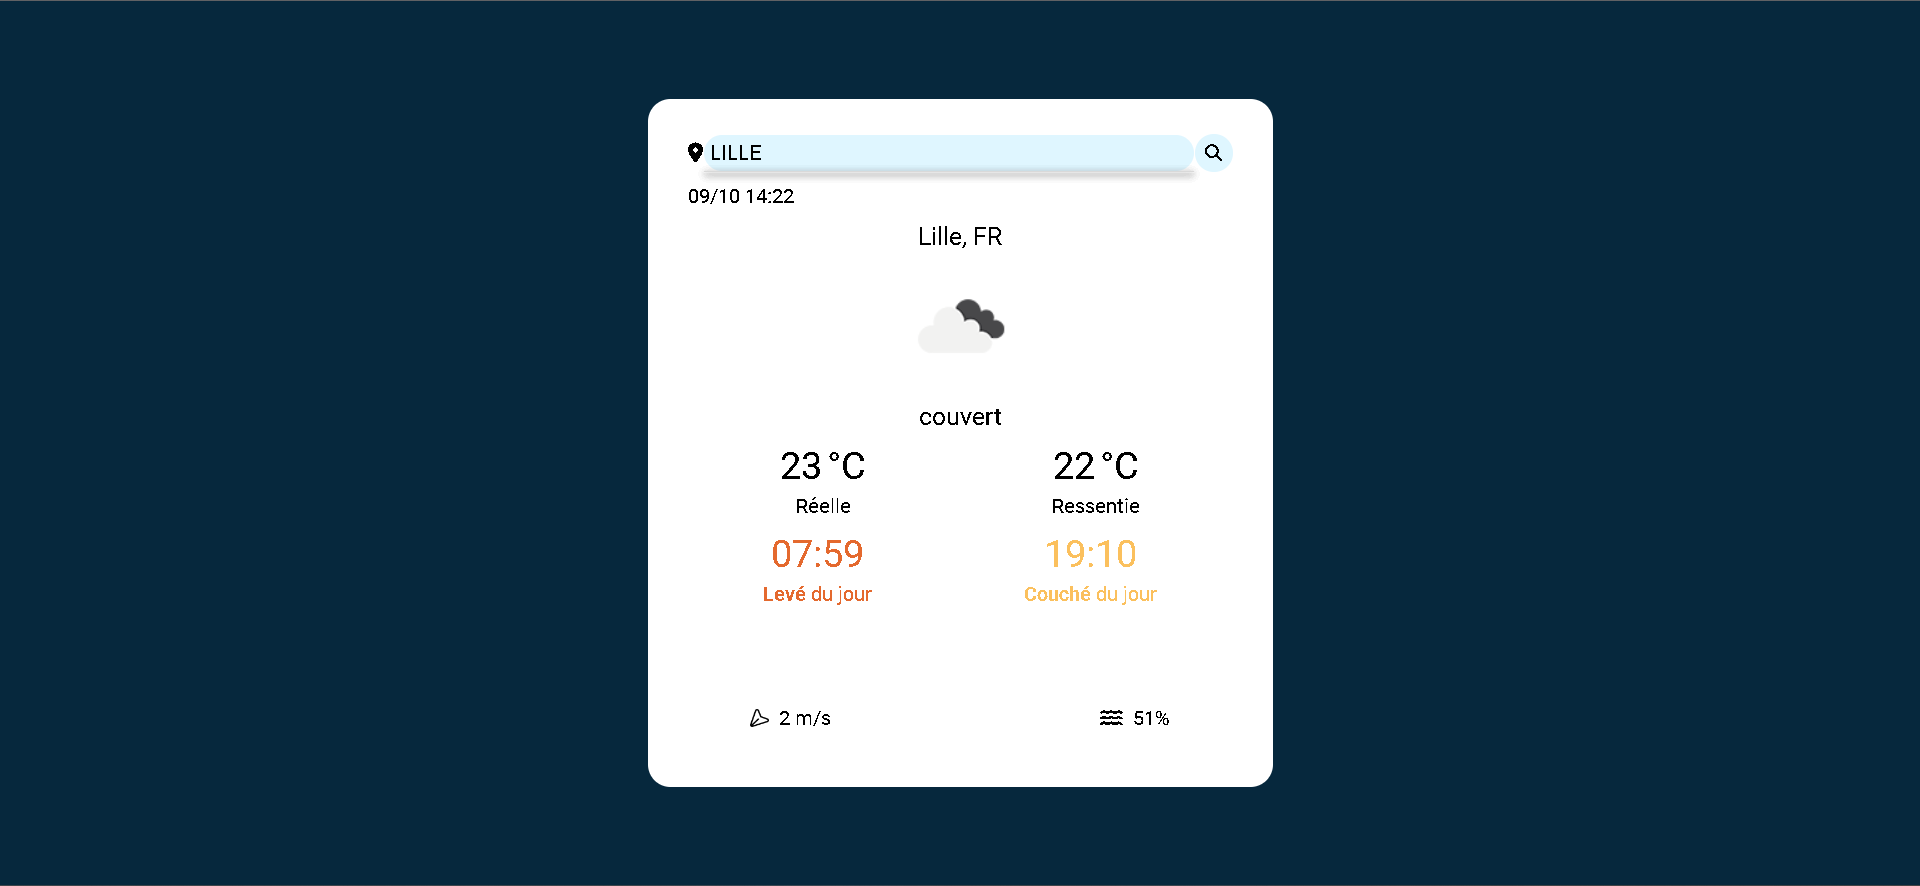 LILLE
09/10 14:22
Lille, FR
couvert
23 °C
Réelle
22 °C
Ressentie
07:59
Levé du jour
19:10
Couché du jour
2 m/s
51%